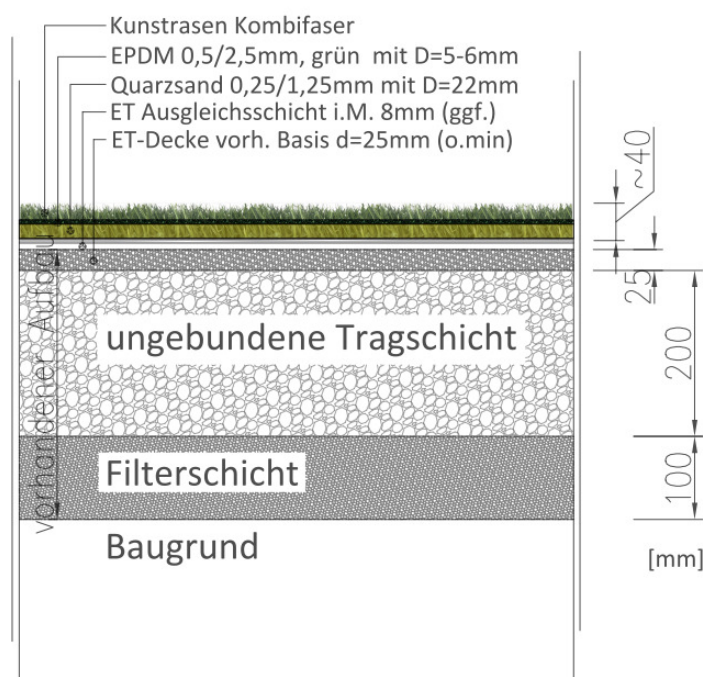 Kunstrasen Kombifaser
EPDM 0,5/2,5mm, grün mit D=5-6mm
Quarzsand 0,25/1,25mm mit D=22mm
ET Ausgleichsschicht i.M. 8mm (ggf.)
ET-Decke vorh. Basis d=25mm (o.min)
~40
25
vorhandener Aufbau
ungebundene Tragschicht
200
Filterschicht
100
Baugrund
[mm]